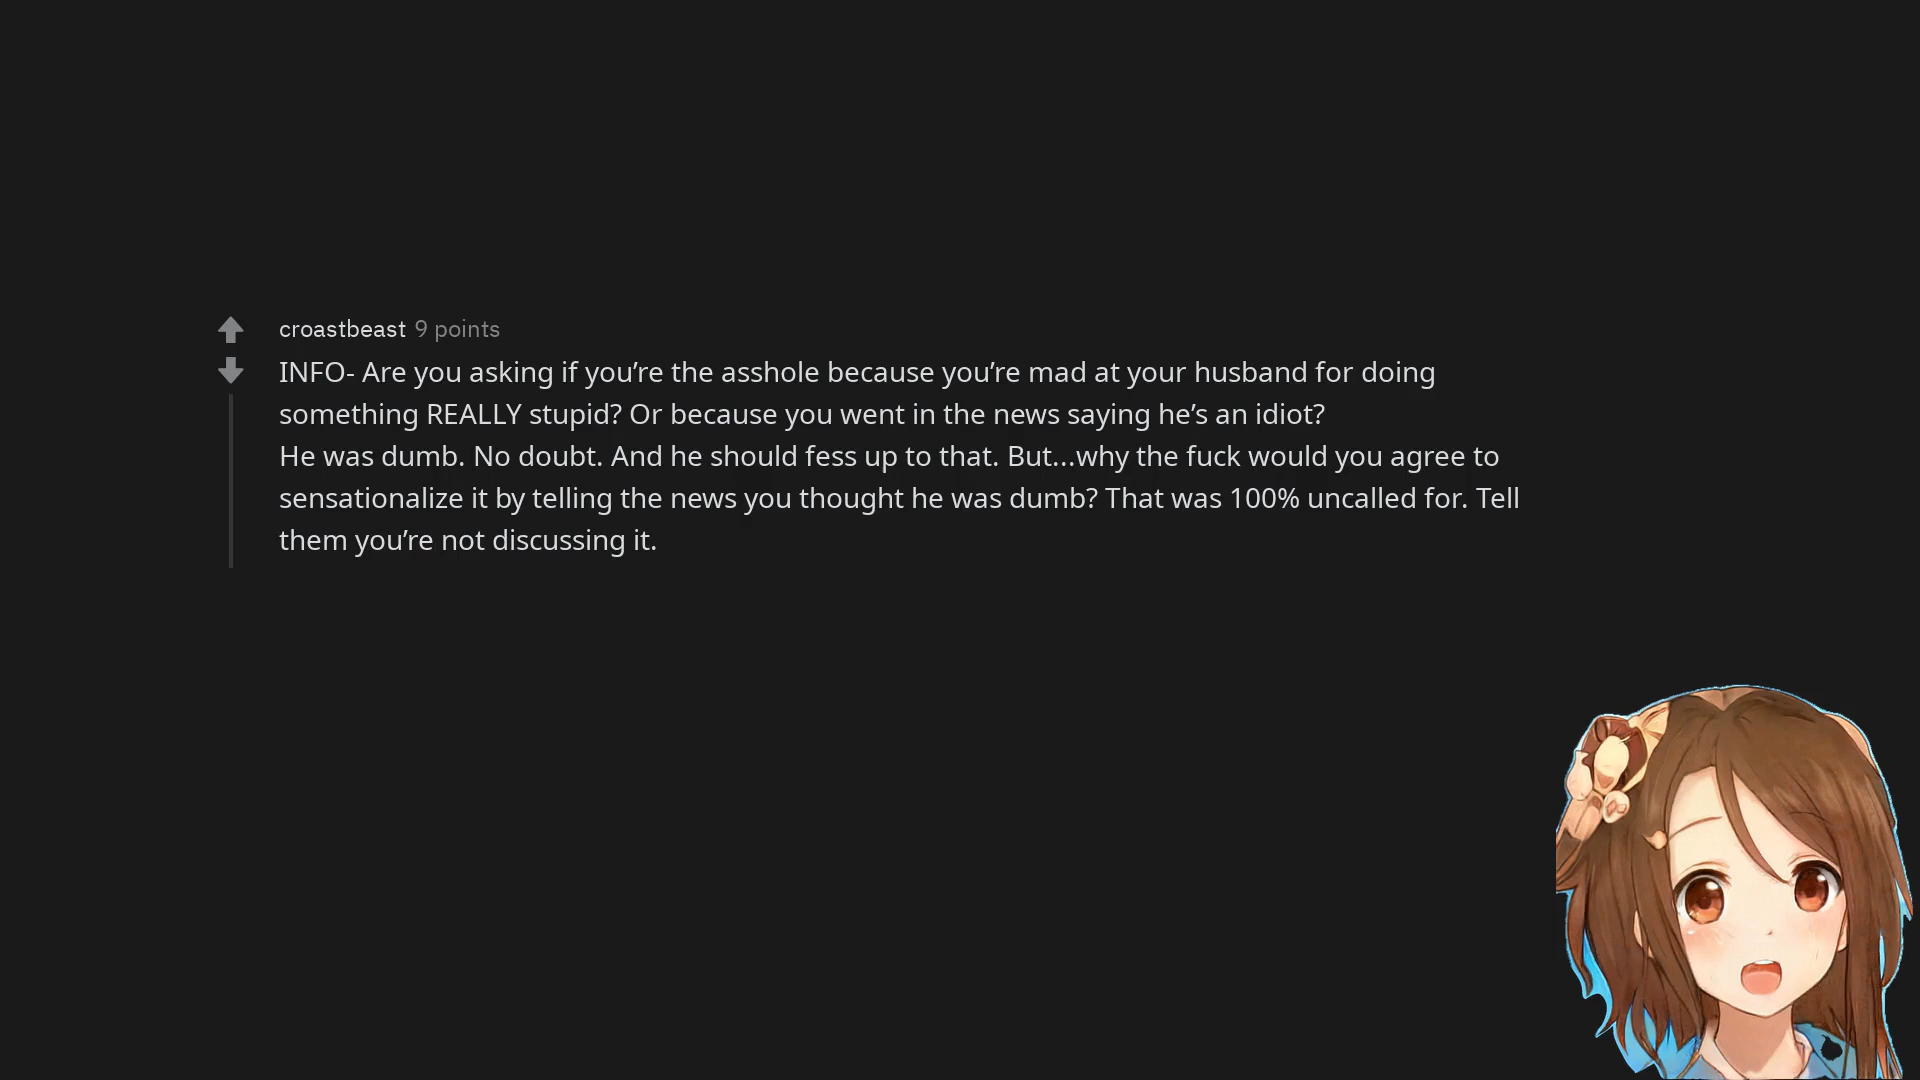 croastbeast 9 points
INFO- Are you asking if you’re the asshole because you’re mad at your husband for doing
something REALLY stupid? Or because you went in the news saying he’s an idiot?
He was dumb. No doubt. And he should fess up to that. But...why the fuck would you agree to
sensationalize it by telling the news you thought he was dumb? That was 100% uncalled for. Tell
them you’re not discussing it.